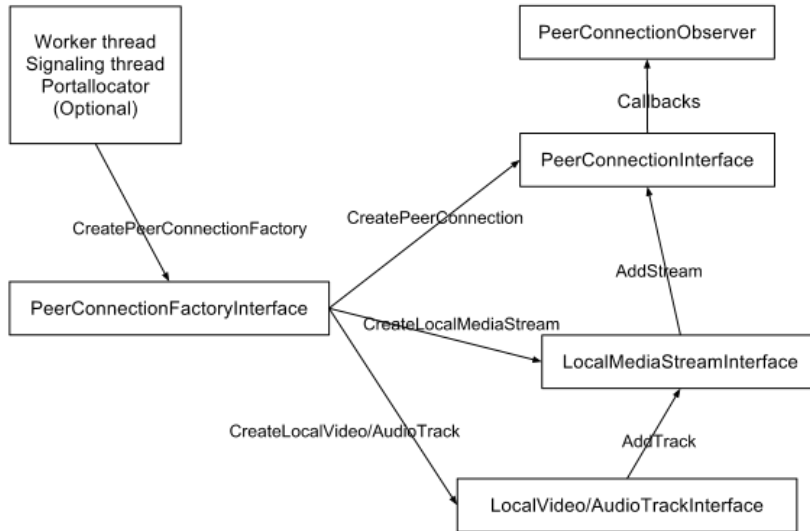 Worker thread
Signaling thread
Portallocator
(Optional)
PeerConnectionObserver
Callbacks
PeerConnectionInterface
CreatePeerConnection
CreatePeerConnectionFactory
AddStream
PeerConnectionFactoryInterface
CreateLocalMediaStream
LocalMediaStreamInterface
CreateLocalVideo/AudioTrack
AddTrack
LocalVideo/AudioTrackInterface